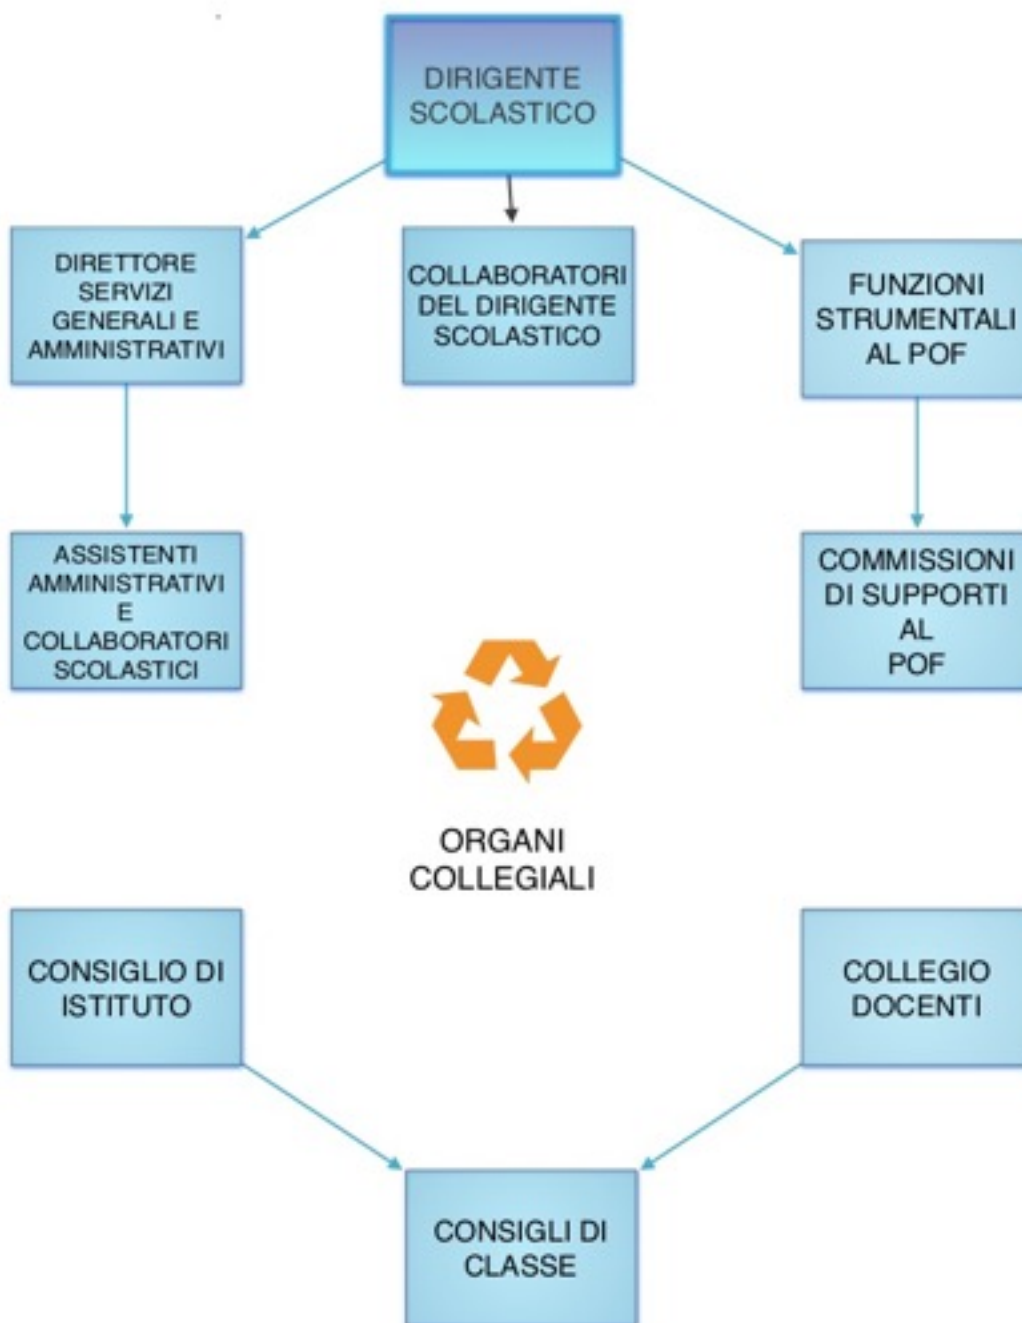 DIRIGENTE
SCOLASTICO
DIRETTORE
SERVIZI
GENERALI E
AMMINISTRATIVI
COLLABORATORI
DEL DIRIGENTE
SCOLASTICO
FUNZIONI
STRUMENTALI
AL POF
ASSISTENTI
AMMINISTRATIVI
E
COLLABORATORI
SCOLASTICI
COMMISSIONI
DI SUPPORTI
AL
POF
ORGANI
COLLEGIALI
CONSIGLIO DI
ISTITUTO
COLLEGIO
DOCENTI
CONSIGLI DI
CLASSE